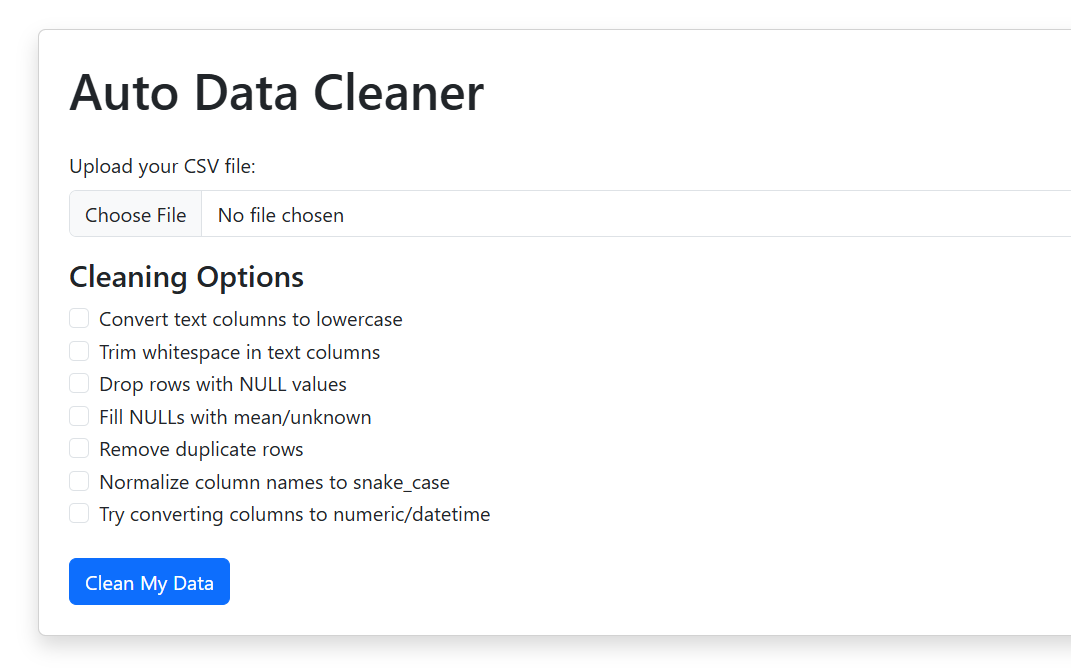 Auto Data Cleaner
Upload your CSV file:
Choose File No file chosen
Cleaning Options
Convert text columns to lowercase
Trim whitespace in text columns
Drop rows with NULL values
Fill NULLs with mean/unknown
Remove duplicate rows
Normalize column names to snake_case
Try converting columns to numeric/datetime
Clean My Data